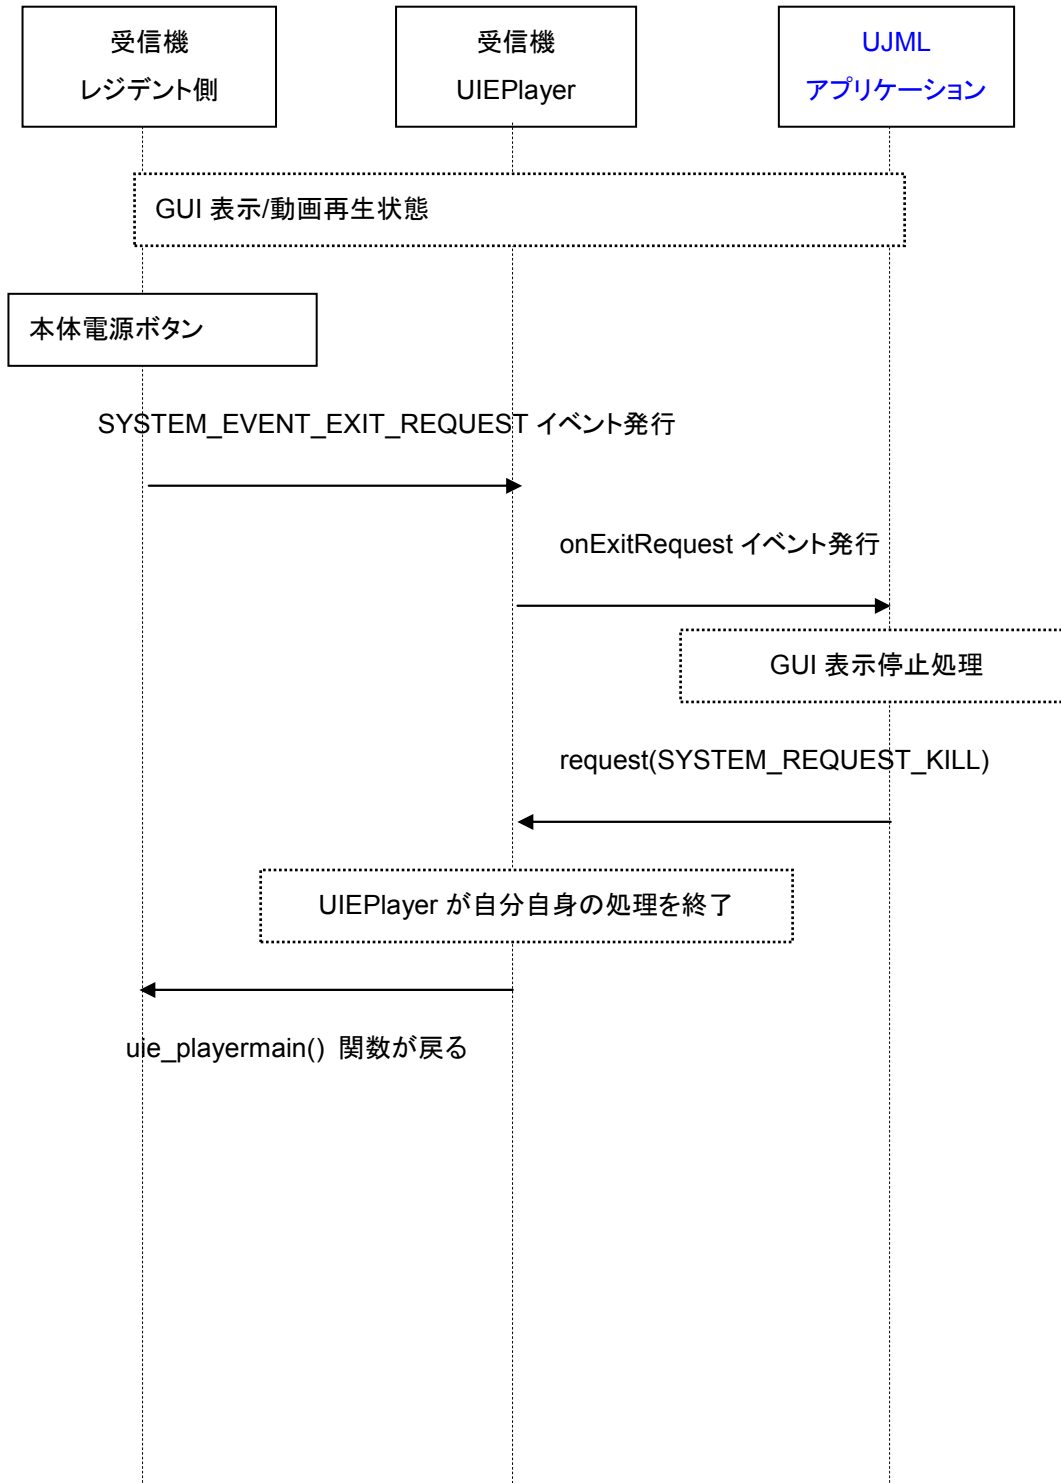 受信機
レジデント側
受信機
UIEPlayer
UJML
アプリケーション
GUI 表示/動画再生状態
本体電源ボタン
SYSTEM_EVENT_EXIT_REQUEST イベント発行
onExitRequest イベント発行
GUI 表示停止処理
request(SYSTEM_REQUEST_KILL)
UIEPlayer が自分自身の処理を終了
uie_playermain() 関数が戻る